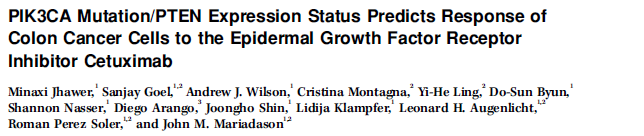 PIK3CA Mutation/PTEN Expression Status Predicts Response of
Colon Cancer Cells to the Epidermal Growth Factor Receptor
Inhibitor Cetuximab
Minaxi Jhawer,1 Sanjay Goel,1,2 Andrew J. Wilson,1 Cristina Montagna,2 Yi-He Ling,2 Do-Sun Byun,1
Shannon Nasser,1 Diego Arango,3 Joongho Shin,1 Lidija Klampfer,1 Leonard H. Augenlicht,1,2
Roman Perez Soler,1,2 and John M. Mariadason1,2